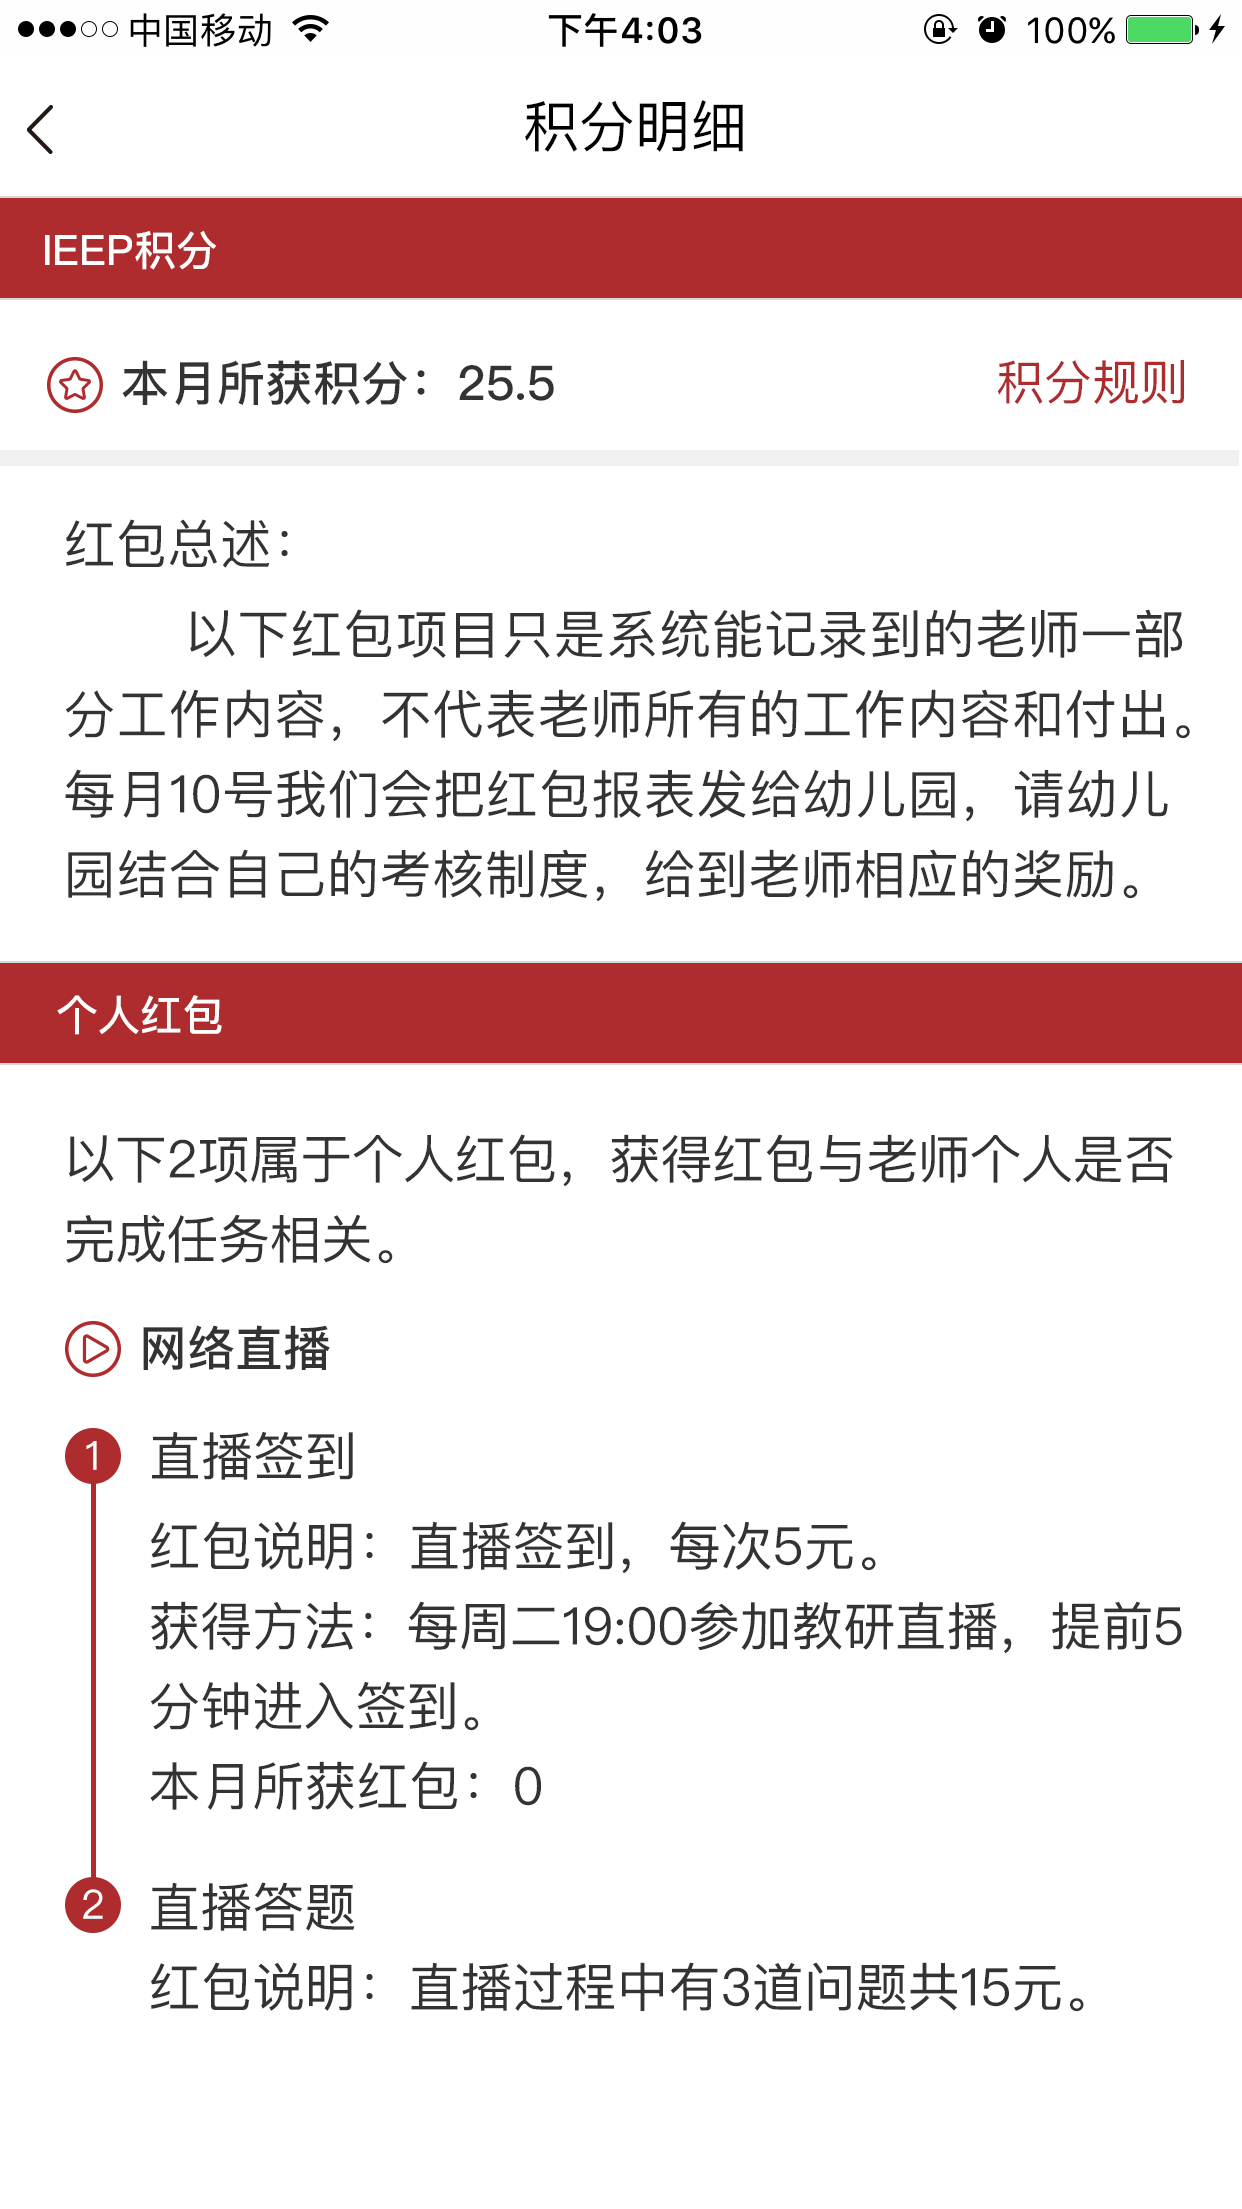 中国移动 下午4:03 100%
积分明细
IEEP积分
本月所获积分：25.5 积分规则
红包总述：
以下红包项目只是系统能记录到的老师一部
分工作内容，不代表老师所有的工作内容和付出。
每月10号我们会把红包报表发给幼儿园，请幼儿
园结合自己的考核制度，给到老师相应的奖励。
个人红包
以下2项属于个人红包，获得红包与老师个人是否
完成任务相关。
网络直播
1 直播签到
红包说明：直播签到，每次5元。
获得方法：每周二19:00参加教研直播，提前5
分钟进入签到。
本月所获红包：0
2 直播答题
红包说明：直播过程中有3道问题共15元。